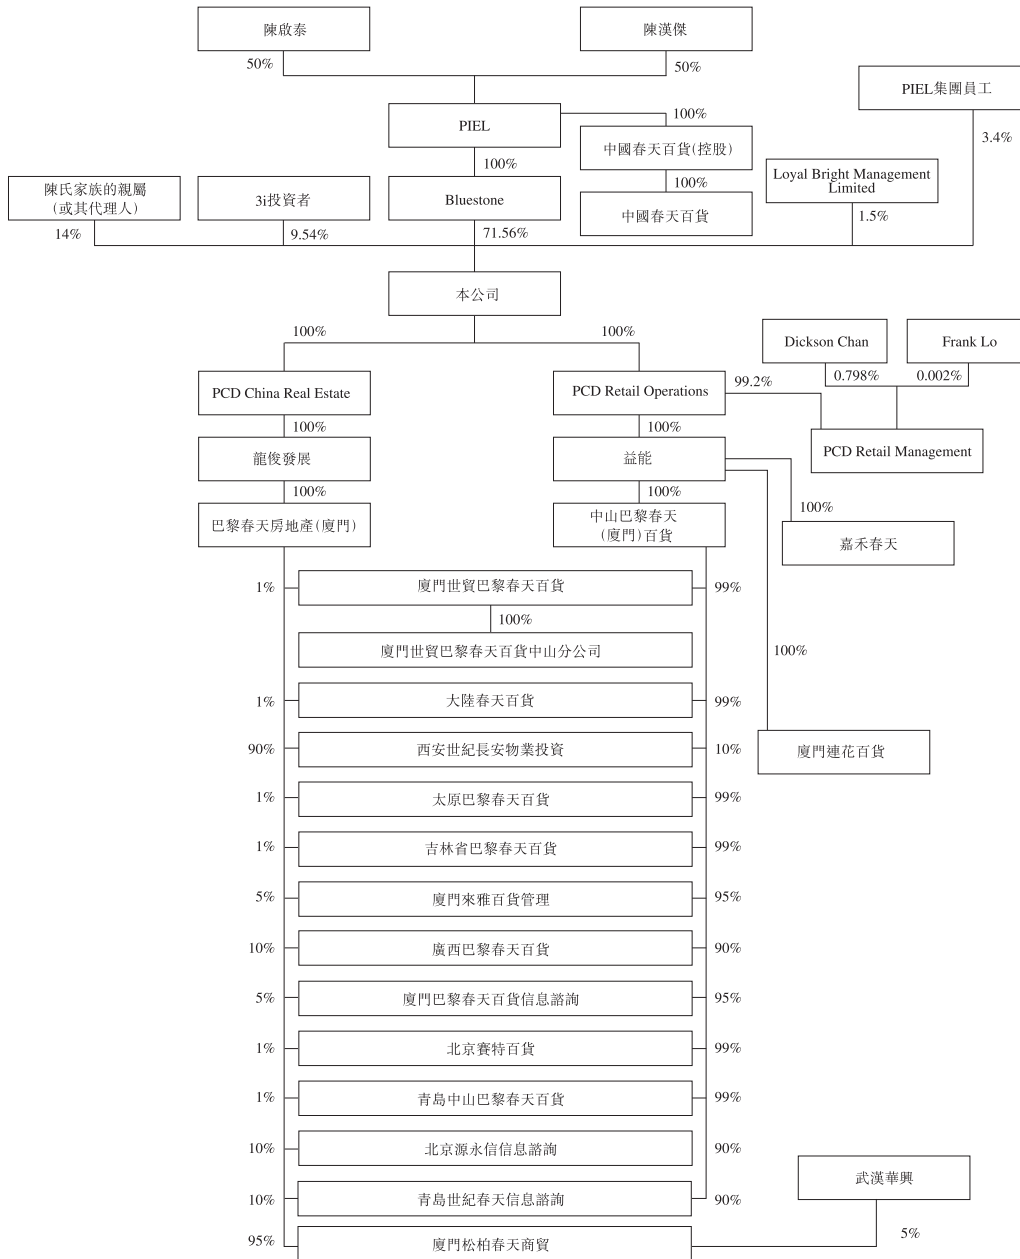 陳啟泰
陳漢傑
50%
50%
PIEL集團員工
PIEL
100%
中國春天百貨(控股)
3.4%
100%
100%
陳氏家族的親屬
(或其代理人)
3i投資者
Bluestone
中國春天百貨
Loyal Bright Management
Limited
14%
9.54%
71.56%
1.5%
本公司
100%
100%
Dickson Chan
Frank Lo
PCD China Real Estate
PCD Retail Operations
99.2%
0.798%
0.002%
100%
100%
PCD Retail Management
龍俊發展
益能
100%
100%
100%
巴黎春天房地產(廈門)
中山巴黎春天
(廈門)百貨
嘉禾春天
1%
廈門世貿巴黎春天百貨
99%
100%
廈門世貿巴黎春天百貨中山分公司
100%
1%
大陸春天百貨
99%
90%
西安世紀長安物業投資
10%
廈門連花百貨
1%
太原巴黎春天百貨
99%
1%
吉林省巴黎春天百貨
99%
5%
廈門來雅百貨管理
95%
10%
廣西巴黎春天百貨
90%
5%
廈門巴黎春天百貨信息諮詢
95%
1%
北京賽特百貨
99%
1%
青島中山巴黎春天百貨
99%
10%
北京源永信信息諮詢
90%
武漢華興
10%
青島世紀春天信息諮詢
90%
95%
廈門松柏春天商貿
5%